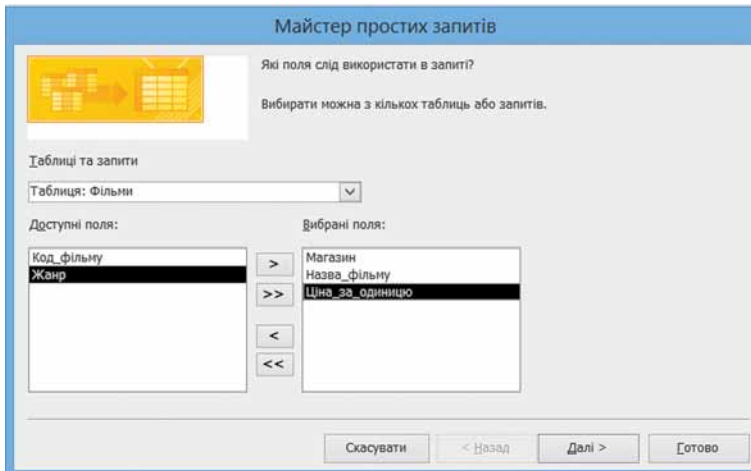 Майстер простих запитів
Які поля слід використати в запиті?
Вибирати можна з кількох таблиць або запитів.
Таблиці та запити
Таблиця: Фільми
Доступні поля:
Вибрані поля:
Код_фільму
Жанр
>
>>
<
<<
Магазин
Назва_фільму
Ціна_за_одиницю
Скасувати
< Назад
Далі >
Готово